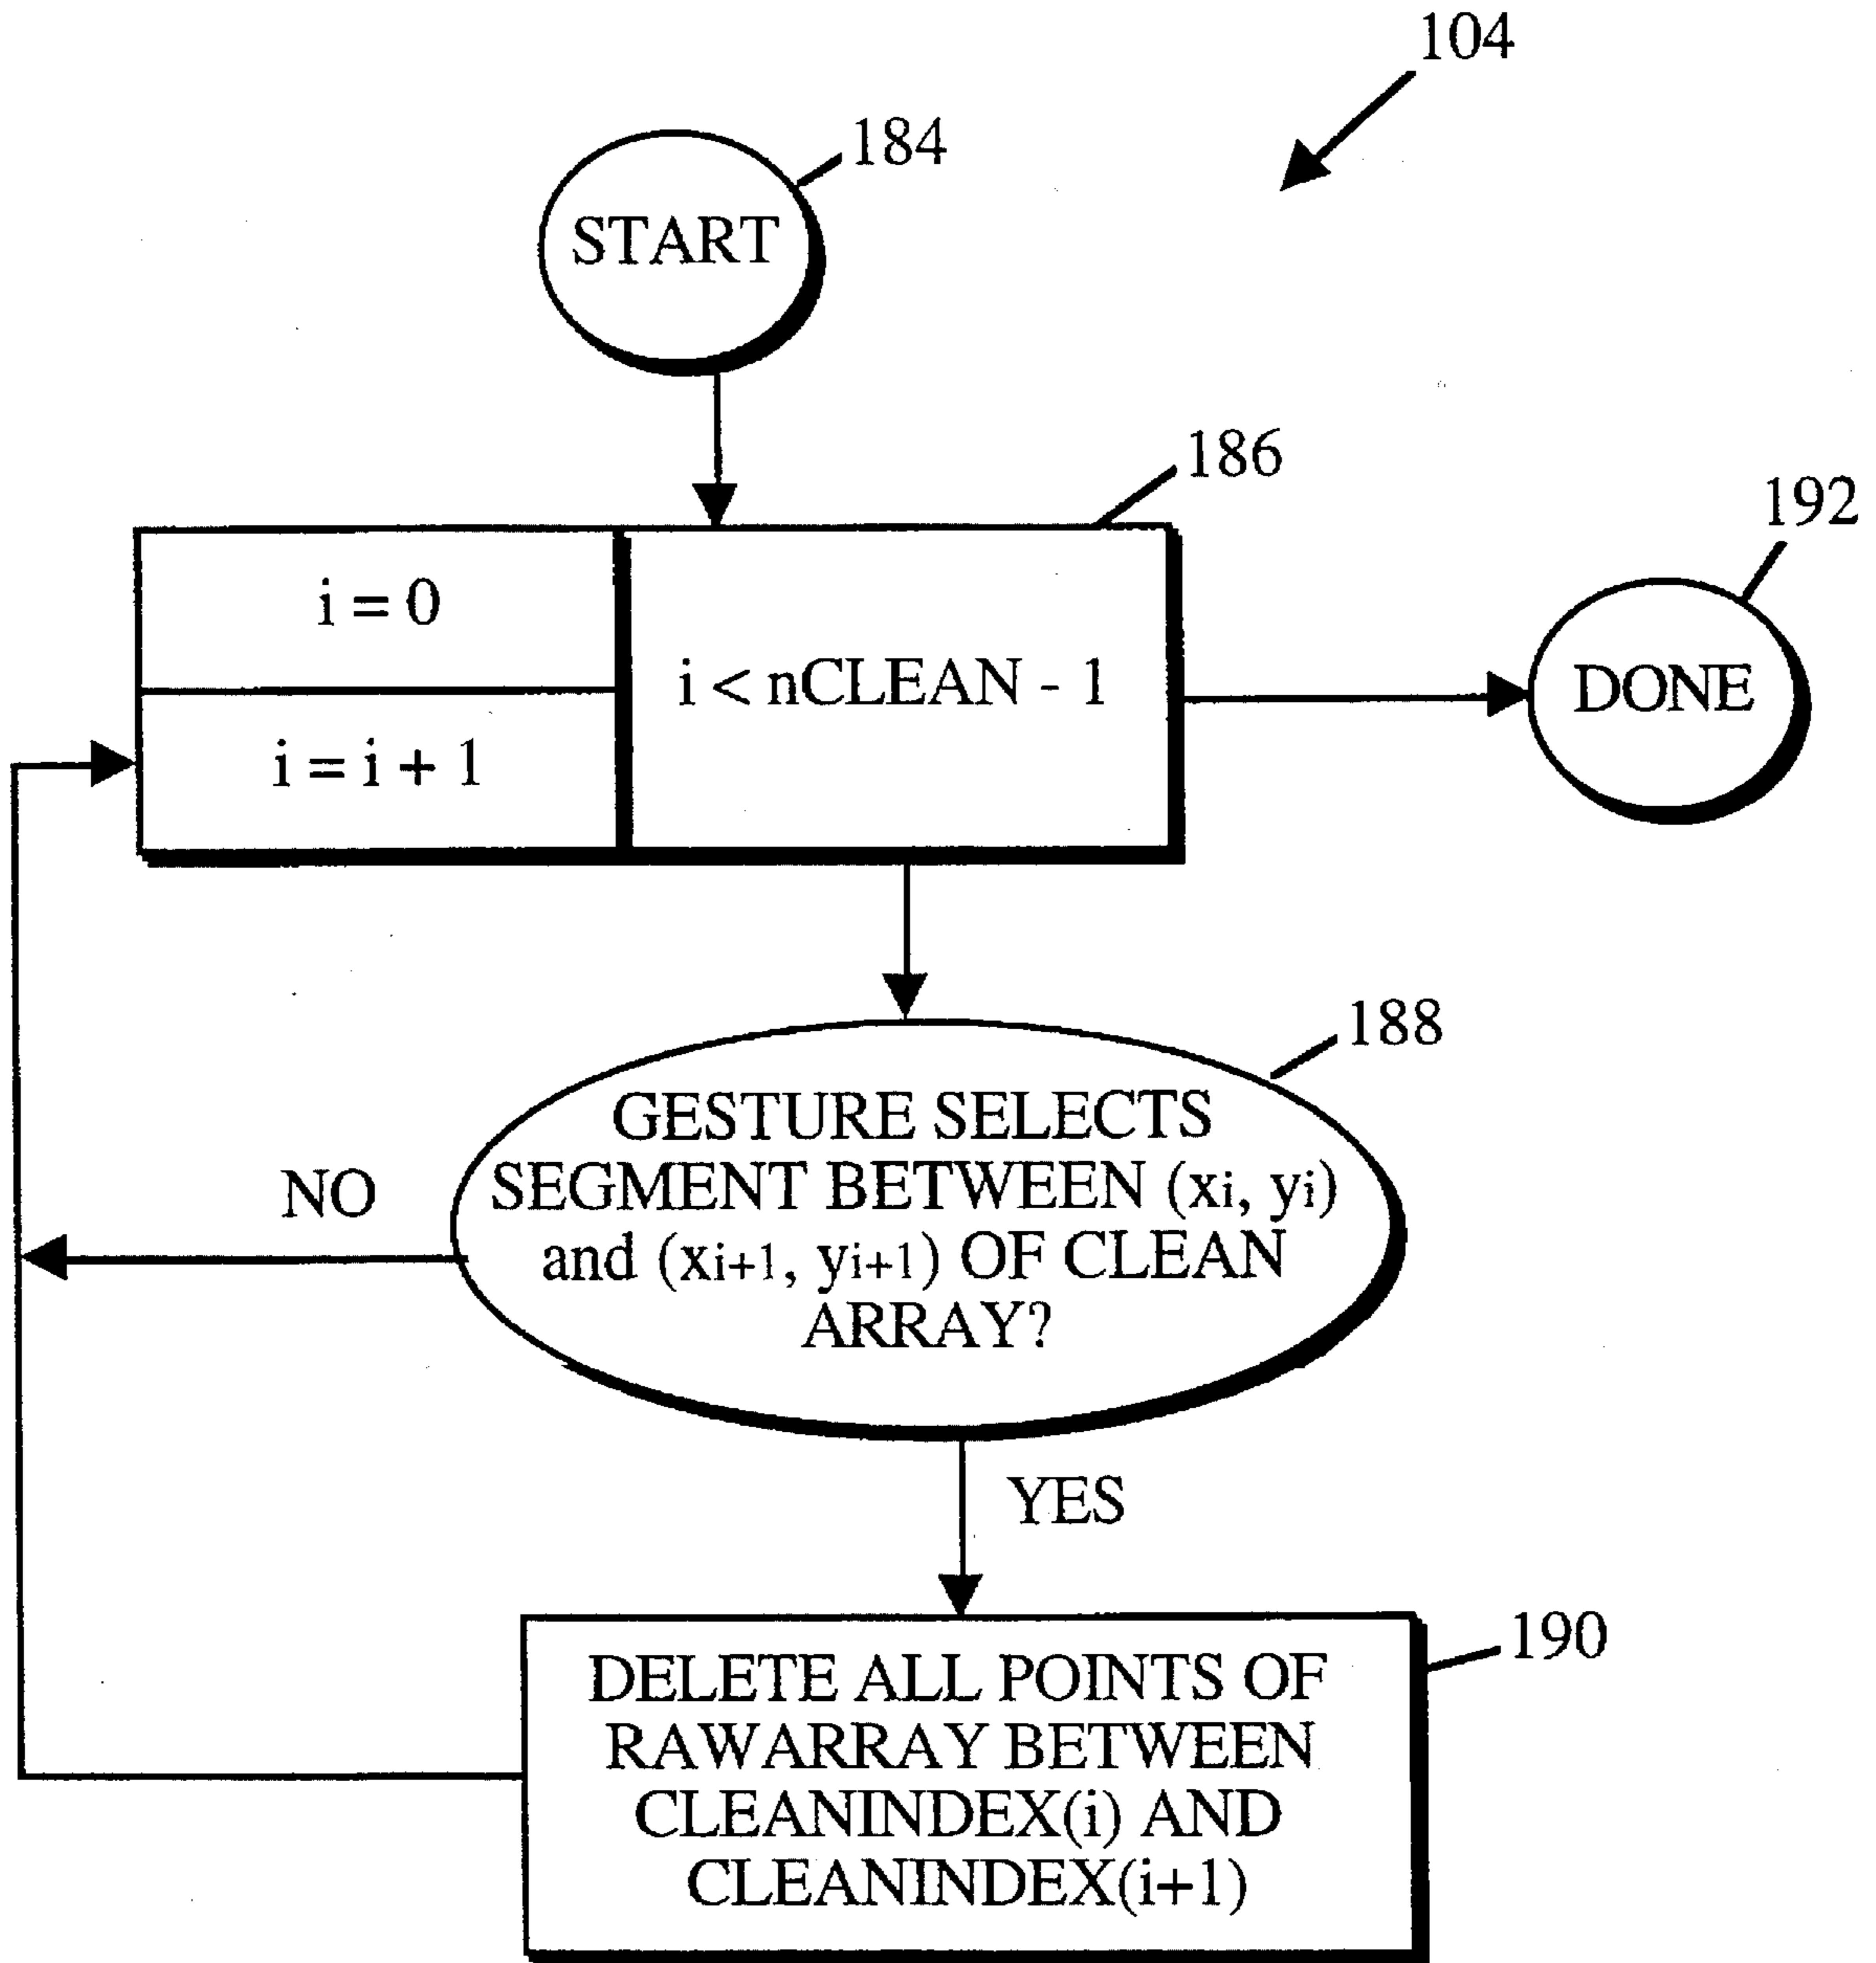 104
184
START
186
192
i = 0
i < nCLEAN - 1
DONE
i = i + 1
188
GESTURE SELECTS
SEGMENT BETWEEN (xi, yi)
and (xi+1, yi+1) OF CLEAN
ARRAY?
NO
YES
190
DELETE ALL POINTS OF
RAWARRAY BETWEEN
CLEANINDEX(i) AND
CLEANINDEX(i+1)